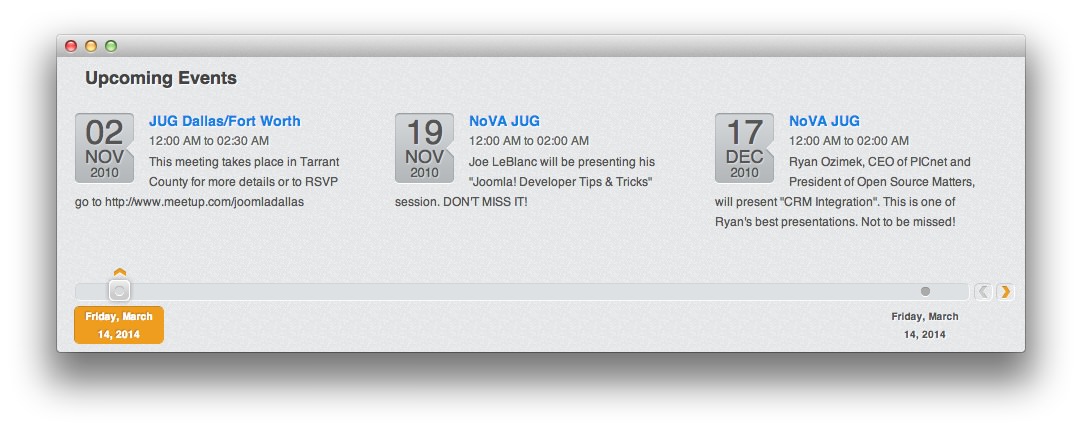 Upcoming Events
02
NOV
2010
JUG Dallas/Fort Worth
12:00 AM to 02:30 AM
This meeting takes place in Tarrant
County for more details or to RSVP
go to http://www.meetup.com/joomladallas
19
NOV
2010
NoVA JUG
12:00 AM to 02:00 AM
Joe LeBlanc will be presenting his
"Joomla! Developer Tips & Tricks"
session. DON'T MISS IT!
17
DEC
2010
NoVA JUG
12:00 AM to 02:00 AM
Ryan Ozimek, CEO of PICnet and
President of Open Source Matters,
will present "CRM Integration". This is one of
Ryan's best presentations. Not to be missed!
Friday, March
14, 2014
Friday, March
14, 2014